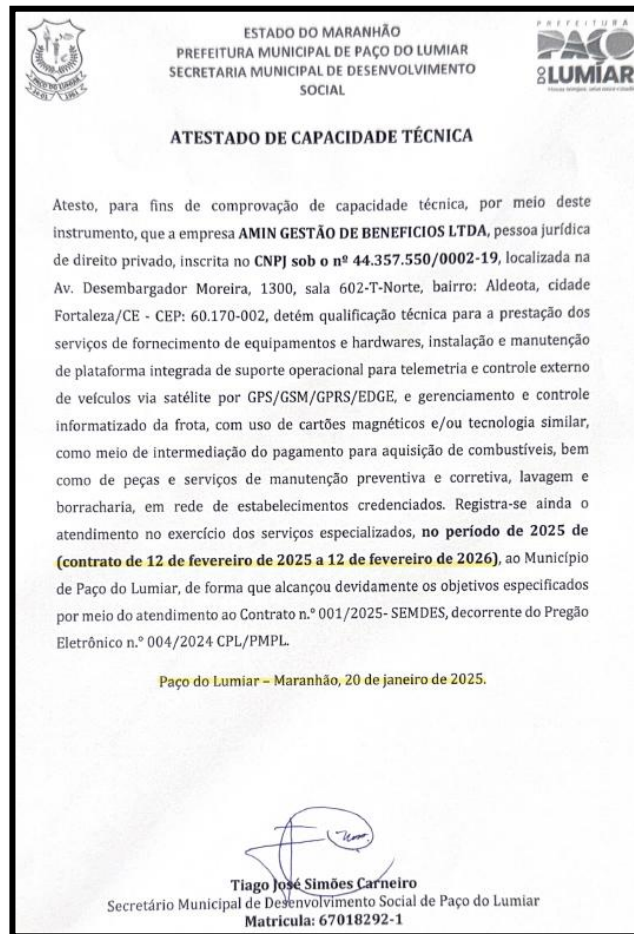 ESTADO DO MARANHÃO
PREFEITURA MUNICIPAL DE PAÇO DO LUMIAR
SECRETARIA MUNICIPAL DE DESENVOLVIMENTO
SOCIAL
PREFEITURA
PAÇO
DO LUMIAR
ATESTADO DE CAPACIDADE TÉCNICA
Atesto, para fins de comprovação de capacidade técnica, por meio deste
instrumento, que a empresa AMIN GESTÃO DE BENEFICIOS LTDA, pessoa jurídica
de direito privado, inscrita no CNPJ sob o nº 44.357.550/0002-19, localizada na
Av. Desembargador Moreira, 1300, sala 602-T-Norte, bairro: Aldeota, cidade
Fortaleza/CE - CEP: 60.170-002, detém qualificação técnica para a prestação dos
serviços de fornecimento de equipamentos e hardwares, instalação e manutenção
de plataforma integrada de suporte operacional para telemetria e controle externo
de veículos via satélite por GPS/GSM/GPRS/EDGE, e gerenciamento e controle
informatizado da frota, com uso de cartões magnéticos e/ou tecnologia similar,
como meio de intermediação do pagamento para aquisição de combustíveis, bem
como de peças e serviços de manutenção preventiva e corretiva, lavagem e
borracharia, em rede de estabelecimentos credenciados. Registra-se ainda o
atendimento no exercício dos serviços especializados, no período de 2025 de
(contrato de 12 de fevereiro de 2025 a 12 de fevereiro de 2026), ao Município
de Paço do Lumiar, de forma que alcançou devidamente os objetivos especificados
por meio do atendimento ao Contrato n.° 001/2025- SEMDES, decorrente do Pregão
Eletrônico n.° 004/2024 CPL/PMPL.
Paço do Lumiar – Maranhão, 20 de janeiro de 2025.
Tiago José Simões Carneiro
Secretário Municipal de Desenvolvimento Social de Paço do Lumiar
Matricula: 67018292-1